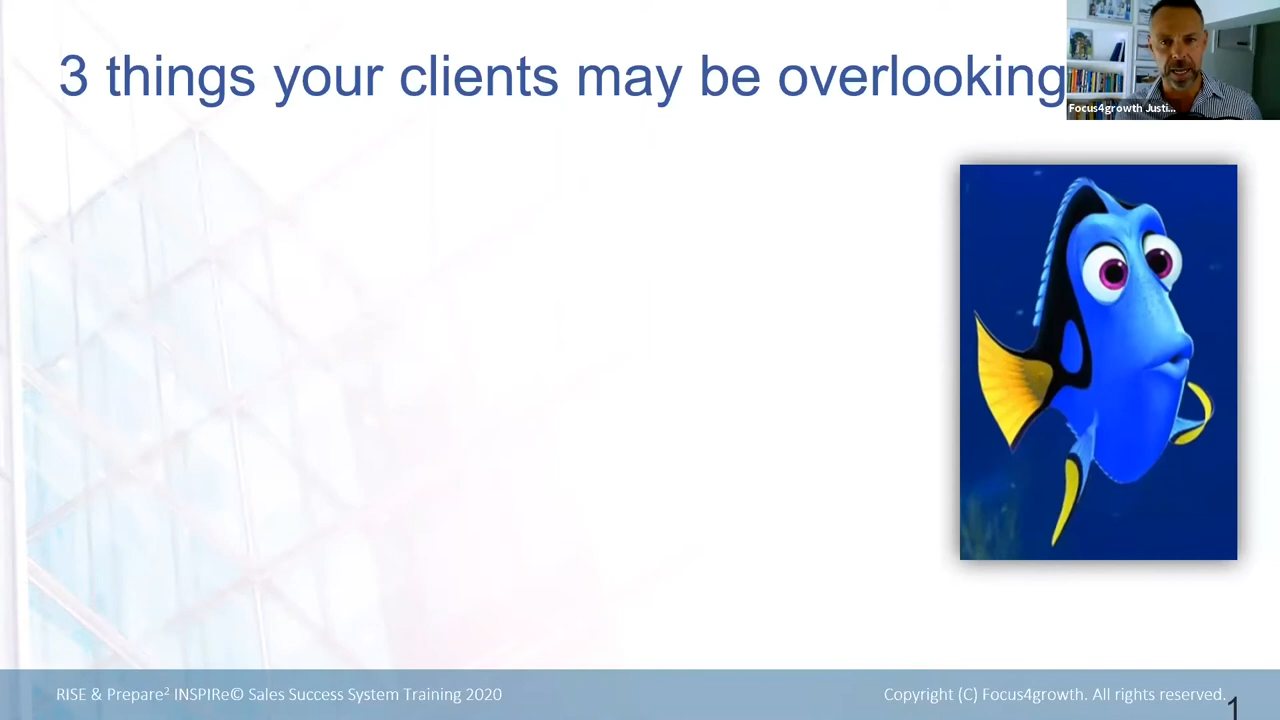 3 things your clients may be overlooking
Focus4growth Justi...
RISE & Prepare² INSPIRe© Sales Success System Training 2020
Copyright (C) Focus4growth. All rights reserved.
1